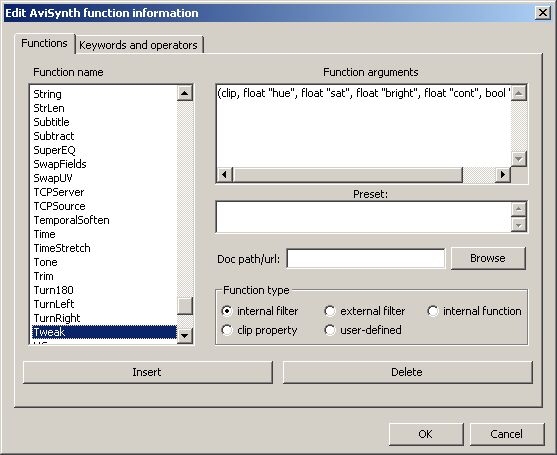 Edit AviSynth function information
Functions
Keywords and operators
Function name
String
StrLen
Subtitle
Subtract
SuperEQ
SwapFields
SwapUV
TCPServer
TCPSource
TemporalSoften
Time
TimeStretch
Tone
Trim
Turn180
TurnLeft
TurnRight
Tweak
Function arguments
(clip, float "hue", float "sat", float "bright", float "cont", bool "
Preset:
Doc path/url:
Browse
Function type
internal filter
external filter
internal function
clip property
user-defined
Insert
Delete
OK
Cancel